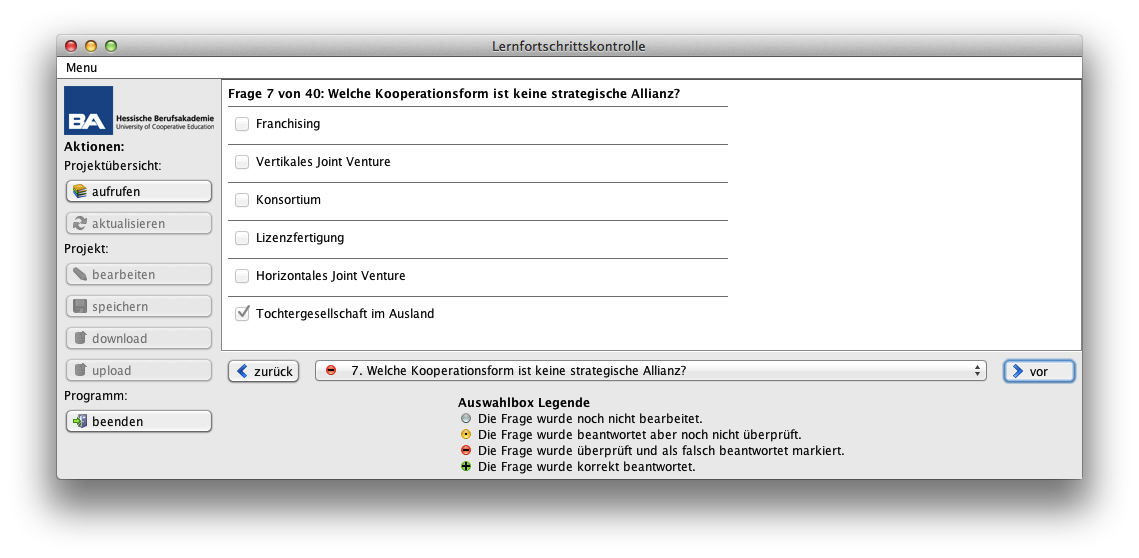 Lernfortschrittskontrolle
Menu
BA Hessische Berufsakademie
University of Cooperative Education
Aktionen:
Projektübersicht:
aufrufen
aktualisieren
Projekt:
bearbeiten
speichern
download
upload
Programm:
beenden
Frage 7 von 40: Welche Kooperationsform ist keine strategische Allianz?
Franchising
Vertikales Joint Venture
Konsortium
Lizenzfertigung
Horizontales Joint Venture
Tochtergesellschaft im Ausland
zurück
7. Welche Kooperationsform ist keine strategische Allianz?
vor
Auswahlbox Legende
Die Frage wurde noch nicht bearbeitet.
Die Frage wurde beantwortet aber noch nicht überprüft.
Die Frage wurde überprüft und als falsch beantwortet markiert.
Die Frage wurde korrekt beantwortet.